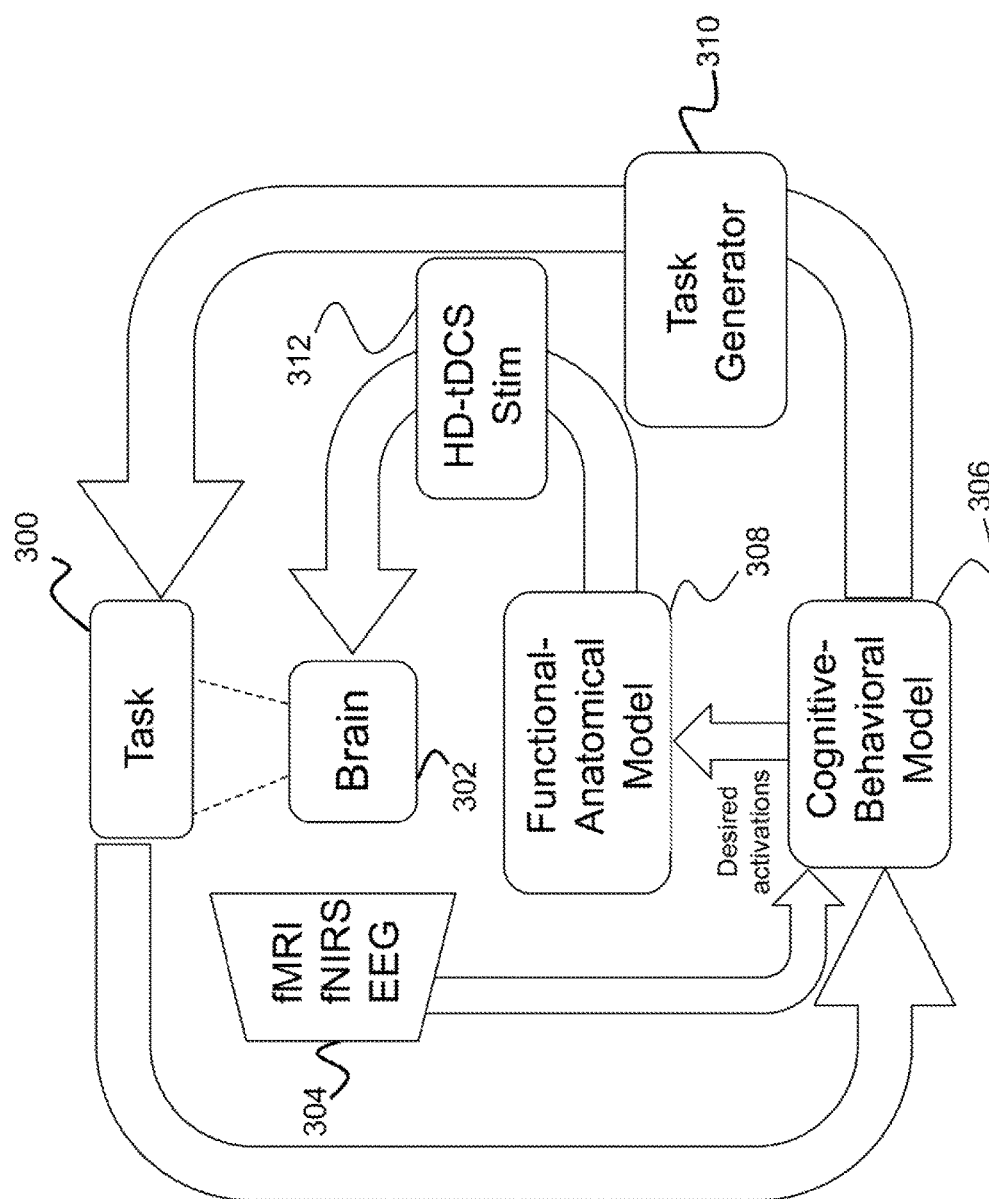 300
Task
Brain
302
fMRI
fNIRS
EEG
304
HD-tDCS
Stim
312
Task
Generator
310
Functional-
Anatomical
Model
308
Desired
activations
Cognitive-
Behavioral
Model
306